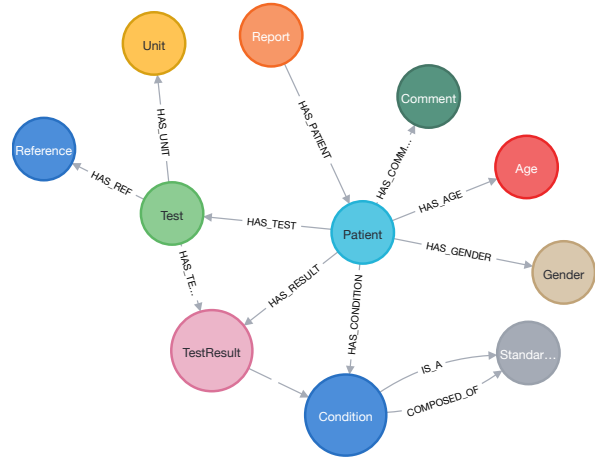 Report
Unit
Comment
HAS_PATIENT
HAS_UNIT
HAS_COMM...
Reference
HAS_REF
Age
HAS_AGE
Test
HAS_TEST
Patient
HAS_GENDER
Gender
HAS_TE...
HAS_RESULT
HAS_CONDITION
TestResult
Standar...
IS_A
COMPOSED_OF
Condition